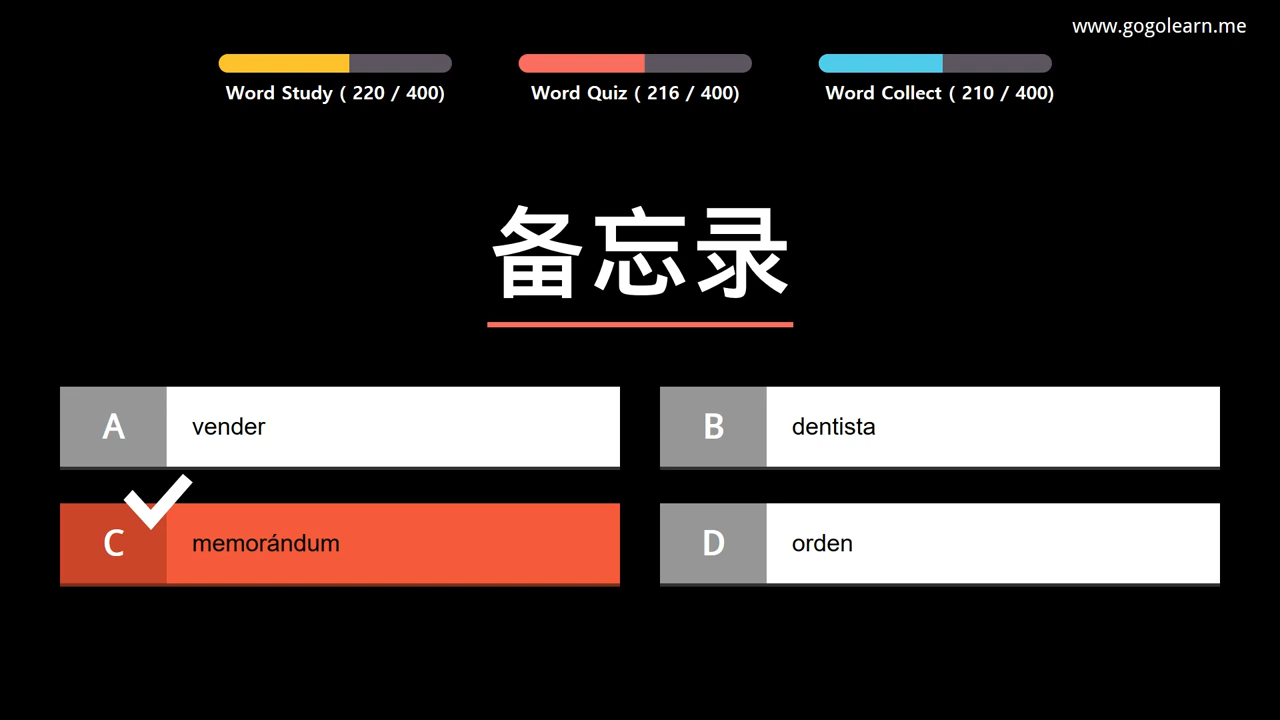 www.gogolearn.me
Word Study ( 220 / 400)
Word Quiz ( 216 / 400)
Word Collect ( 210 / 400)
备忘录
A
vender
B
dentista
C
memorándum
D
orden